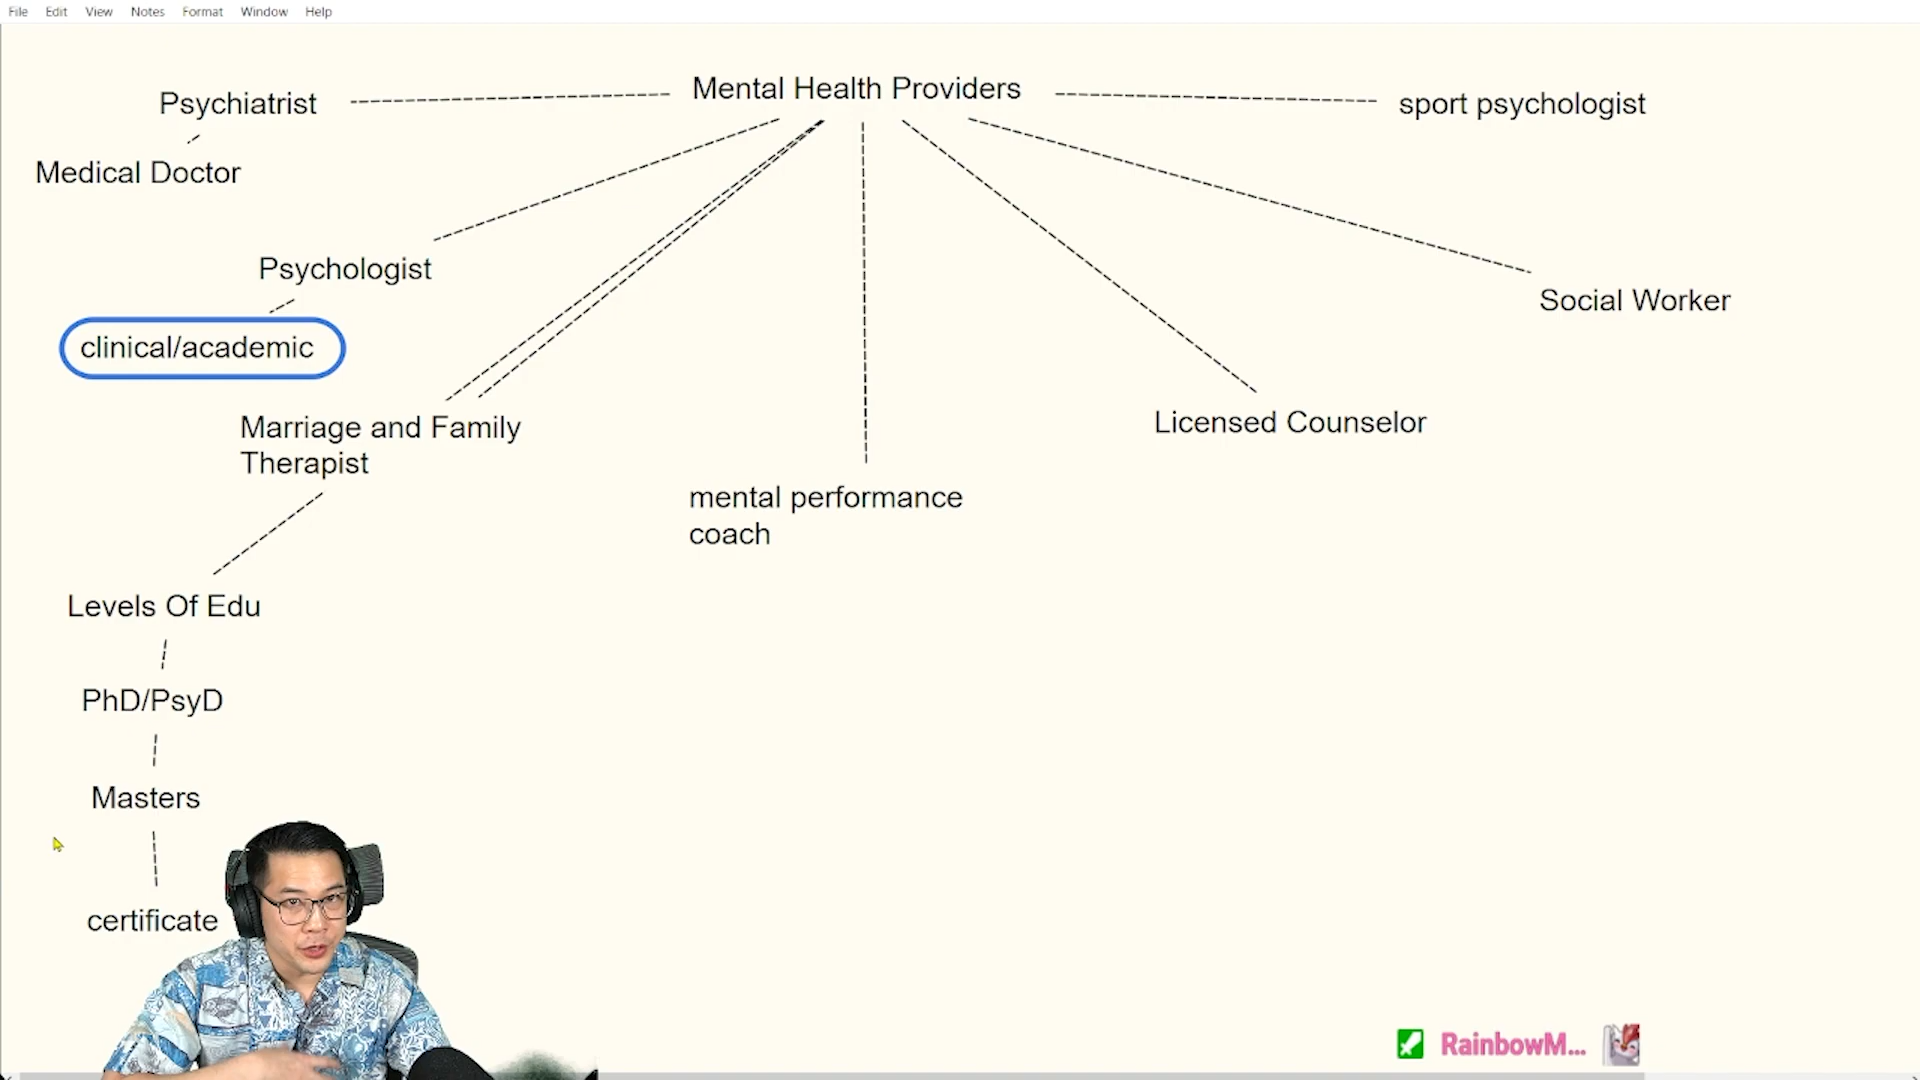 File Edit View Notes Format Window Help
Mental Health Providers
Psychiatrist
sport psychologist
Medical Doctor
Psychologist
Social Worker
clinical/academic
Marriage and Family
Therapist
Licensed Counselor
mental performance
coach
Levels Of Edu
PhD/PsyD
Masters
certificate
RainbowM...